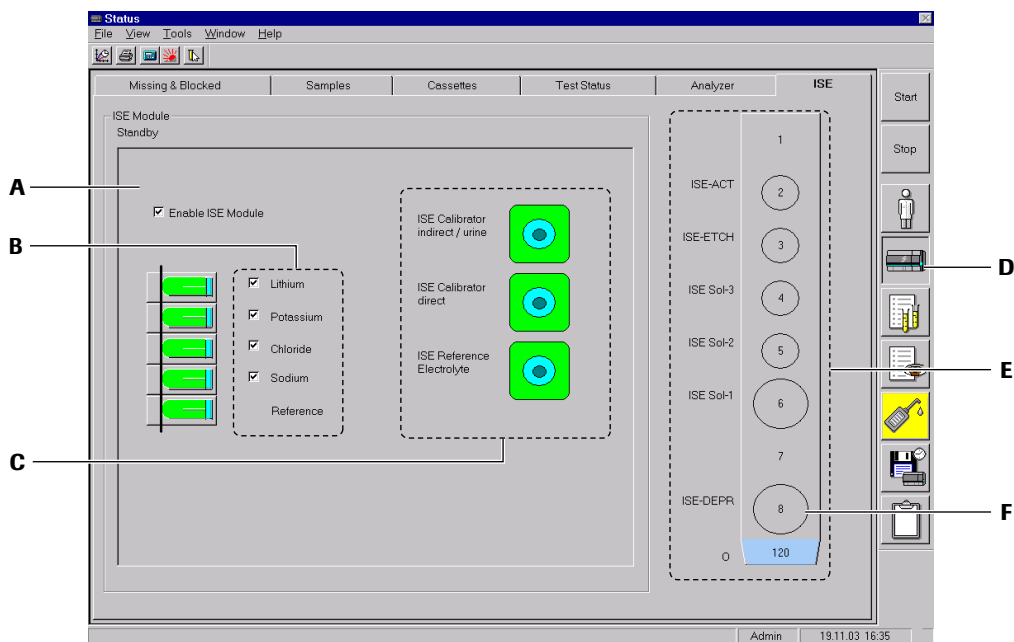 Status
File View Tools Window Help
Missing & Blocked Samples Cassettes Test Status Analyzer ISE
Start
Stop
ISE Module
Standby
A
Enable ISE Module
B
Lithium
Potassium
Chloride
Sodium
Reference
ISE Calibrator
indirect / urine
ISE Calibrator
direct
ISE Reference
Electrolyte
C
1
ISE-ACT 2
ISE-ETCH 3
ISE Sol-3 4
ISE Sol-2 5
ISE Sol-1 6
7
ISE-DEPR 8
O 120
D
E
F
Admin 19.11.03 16:35